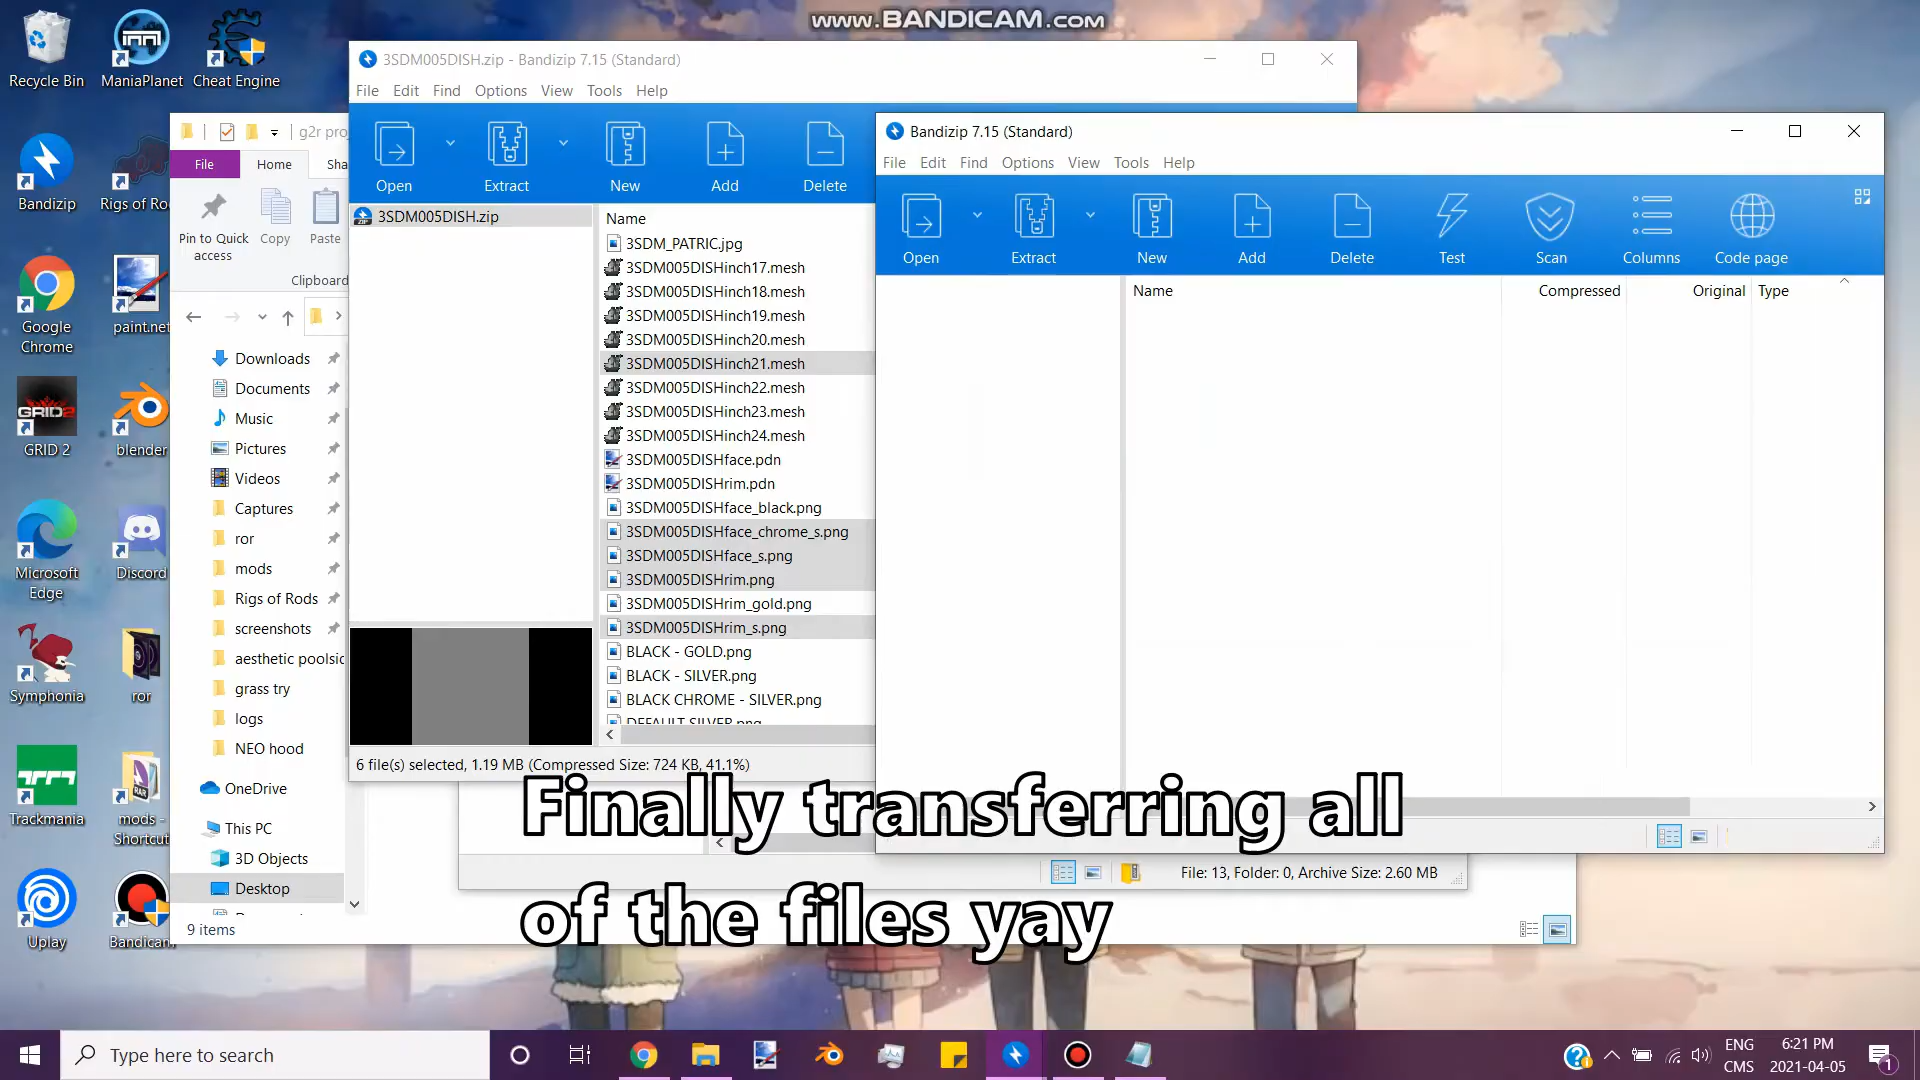 www.BANDICAM.com
Recycle Bin
ManiaPlanet
Cheat Engine
Bandizip
Rigs of Ro
Google
Chrome
paint.net
GRID 2
blender
Microsoft
Edge
Discord
Symphonia
ror
Trackmania
mods -
Shortcut
Uplay
Bandicam
g2r pro
File
Home
Sha
Pin to Quick
access
Copy
Paste
Clipboard
Downloads
Documents
Music
Pictures
Videos
Captures
ror
mods
Rigs of Rods
screenshots
aesthetic poolsic
grass try
logs
NEO hood
OneDrive
This PC
3D Objects
Desktop
9 items
3SDM005DISH.zip - Bandizip 7.15 (Standard)
File Edit Find Options View Tools Help
Open
Extract
New
Add
Delete
3SDM005DISH.zip
Name
3SDM_PATRIC.jpg
3SDM005DISHinch17.mesh
3SDM005DISHinch18.mesh
3SDM005DISHinch19.mesh
3SDM005DISHinch20.mesh
3SDM005DISHinch21.mesh
3SDM005DISHinch22.mesh
3SDM005DISHinch23.mesh
3SDM005DISHinch24.mesh
3SDM005DISHface.pdn
3SDM005DISHrim.pdn
3SDM005DISHface_black.png
3SDM005DISHface_chrome_s.png
3SDM005DISHface_s.png
3SDM005DISHrim.png
3SDM005DISHrim_gold.png
3SDM005DISHrim_s.png
BLACK - GOLD.png
BLACK - SILVER.png
BLACK CHROME - SILVER.png
DEFAULT SILVER.png
6 file(s) selected, 1.19 MB (Compressed Size: 724 KB, 41.1%)
Bandizip 7.15 (Standard)
File Edit Find Options View Tools Help
Open
Extract
New
Add
Delete
Test
Scan
Columns
Code page
Name
Compressed
Original
Type
File: 13, Folder: 0, Archive Size: 2.60 MB
Finally transferring all
of the files yay
Type here to search
ENG
CMS
6:21 PM
2021-04-05
1